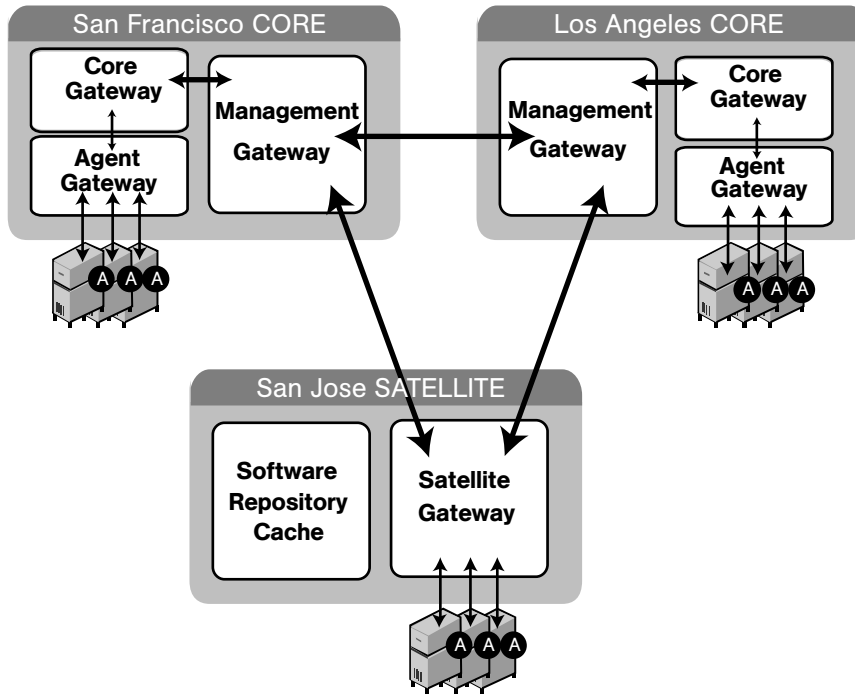 San Francisco CORE
Core
Gateway
Management
Gateway
Agent
Gateway
A A A
Los Angeles CORE
Management
Gateway
Core
Gateway
Agent
Gateway
A A A
San Jose SATELLITE
Software
Repository
Cache
Satellite
Gateway
A A A